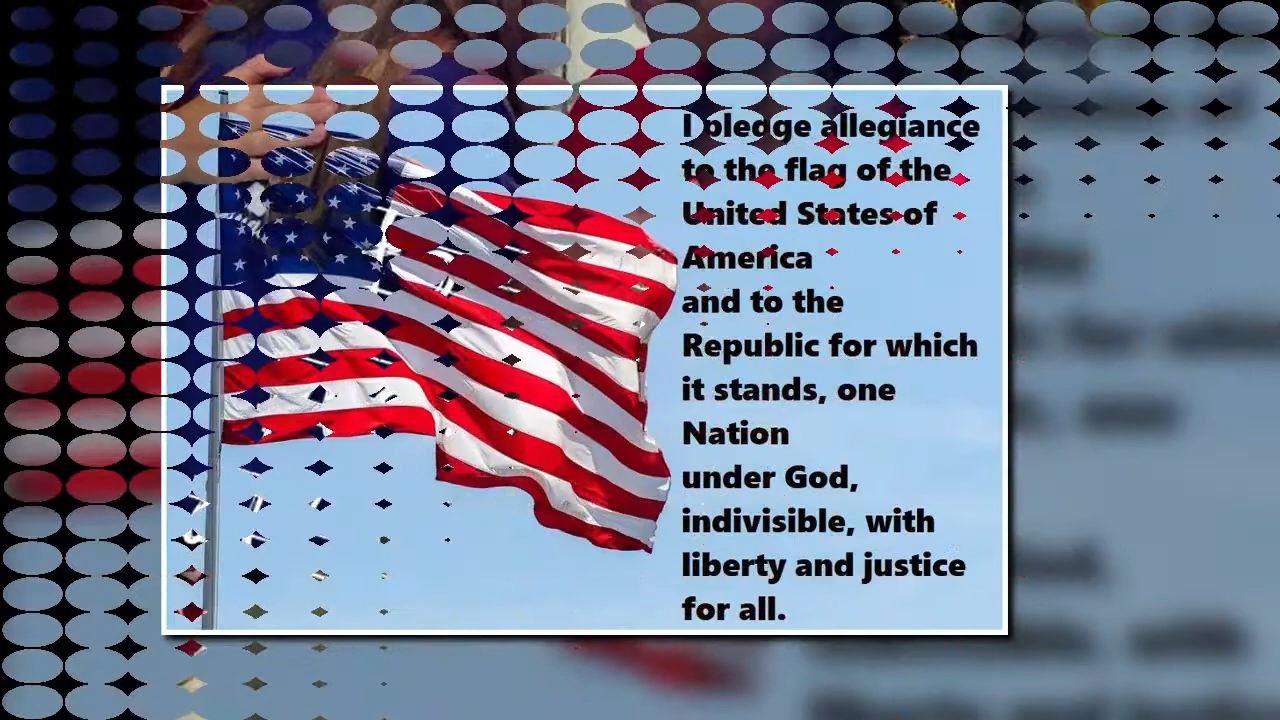 I pledge allegiance
to the flag of the
United States of
America
and to the
Republic for which
it stands, one
Nation
under God,
indivisible, with
liberty and justice
for all.